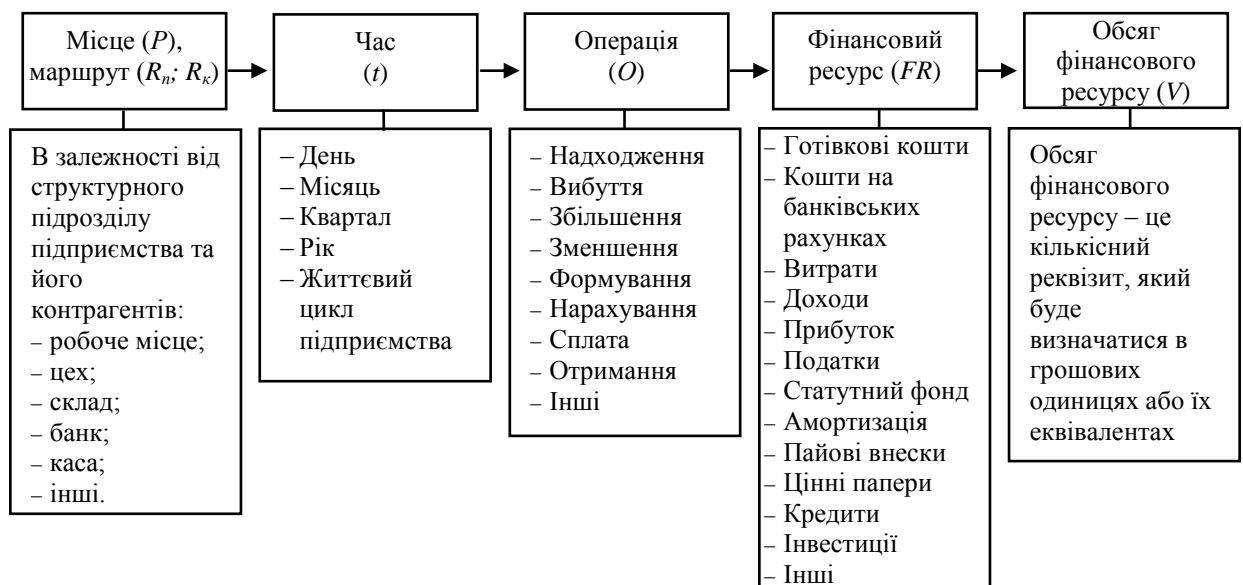 Місце (P),
маршрут (Rп; Rк)
Час
(t)
Операція
(O)
Фінансовий
ресурс (FR)
Обсяг
фінансового
ресурсу (V)
В залежності від
структурного
підрозділу
підприємства та
його
контрагентів:
– робоче місце;
– цех;
– склад;
– банк;
– каса;
– інші.
– День
– Місяць
– Квартал
– Рік
– Життєвий
цикл
підприємства
– Надходження
– Вибуття
– Збільшення
– Зменшення
– Формування
– Нарахування
– Сплата
– Отримання
– Інші
– Готівкові кошти
– Кошти на
банківських
рахунках
– Витрати
– Доходи
– Прибуток
– Податки
– Статутний фонд
– Амортизація
– Пайові внески
– Цінні папери
– Кредити
– Інвестиції
– Інші
Обсяг
фінансового
ресурсу – це
кількісний
реквізит, який
буде
визначатися в
грошових
одиницях або їх
еквівалентах